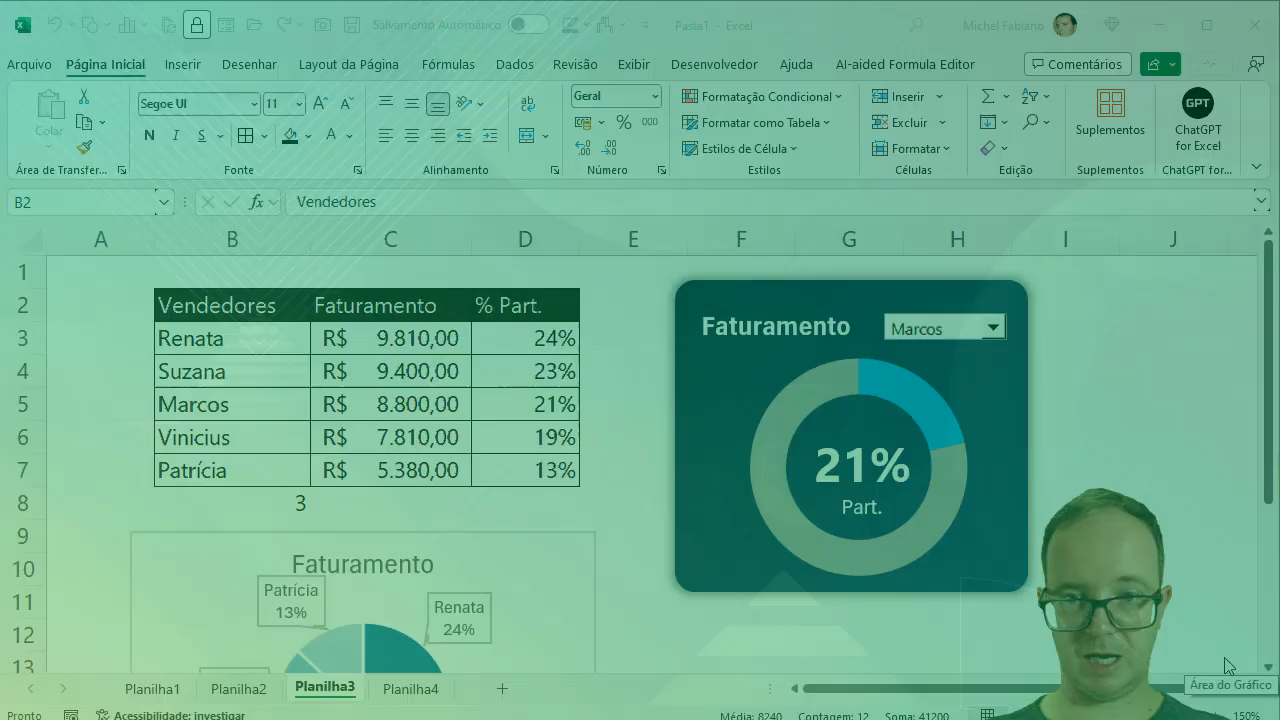 Salvamento Automático
Pasta1 - Excel
Michel Fabiano
Arquivo
Página Inicial
Inserir
Desenhar
Layout da Página
Fórmulas
Dados
Revisão
Exibir
Desenvolvedor
Ajuda
AI-aided Formula Editor
Comentários
Colar
Segoe UI
11
N I S
A
ab
Geral
% 000
Formatação Condicional
Formatar como Tabela
Estilos de Célula
Inserir
Excluir
Formatar
Suplementos
GPT
ChatGPT
for Excel
Área de Transfer...
Fonte
Alinhamento
Número
Estilos
Células
Edição
Suplementos
ChatGPT for...
B2
fx
Vendedores
A B C D E F G H I J
1
2 Vendedores Faturamento % Part.
3 Renata R$ 9.810,00 24%
4 Suzana R$ 9.400,00 23%
5 Marcos R$ 8.800,00 21%
6 Vinicius R$ 7.810,00 19%
7 Patrícia R$ 5.380,00 13%
8 3
9
10
11
12
13
Faturamento
Patrícia
13%
Renata
24%
Faturamento
Marcos
21%
Part.
Área do Gráfico
Planilha1
Planilha2
Planilha3
Planilha4
Pronto
Acessibilidade: investigar
Média: 8240
Contagem: 12
Soma: 41200
150%